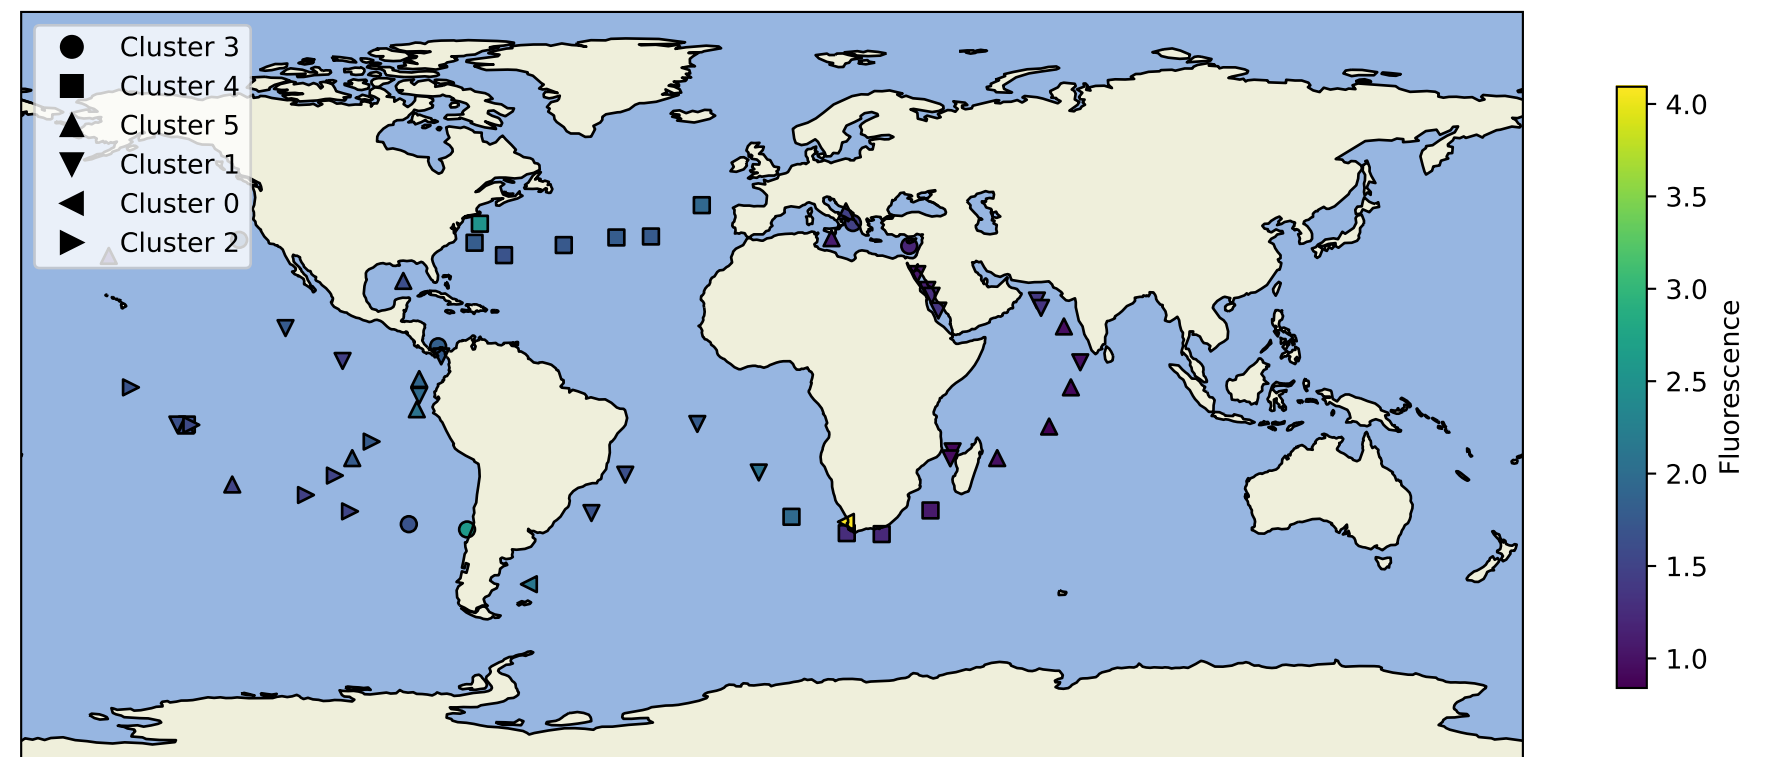 Cluster 3
Cluster 4
Cluster 5
Cluster 1
Cluster 0
Cluster 2
4.0
3.5
3.0
2.5
2.0
1.5
1.0
Fluorescence